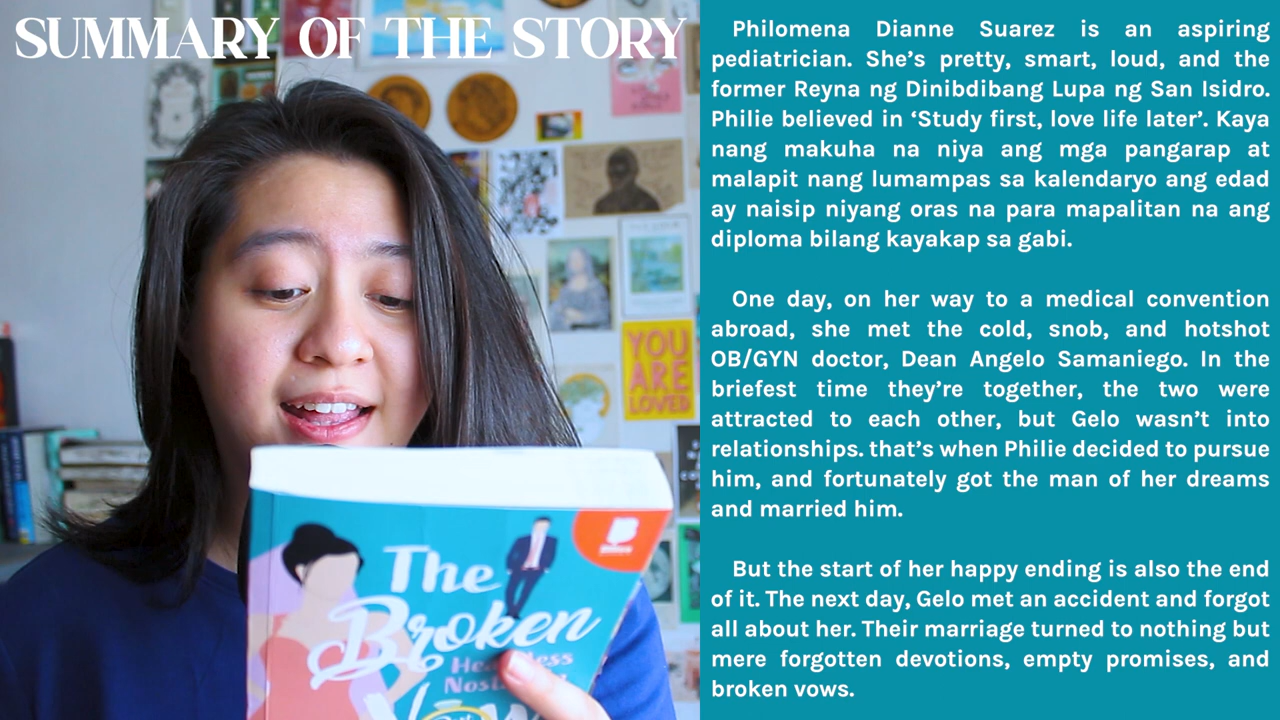 SUMMARY OF THE STORY
Philomena Dianne Suarez is an aspiring
pediatrician. She's pretty, smart, loud, and the
former Reyna ng Dinibdibang Lupa ng San Isidro.
Philie believed in ‘Study first, love life later’. Kaya
nang makuha na niya ang mga pangarap at
malapit nang lumampas sa kalendaryo ang edad
ay naisip niyang oras na para mapalitan na ang
diploma bilang kayakap sa gabi.
One day, on her way to a medical convention
abroad, she met the cold, snob, and hotshot
OB/GYN doctor, Dean Angelo Samaniego. In the
briefest time they're together, the two were
attracted to each other, but Gelo wasn't into
relationships. that's when Philie decided to pursue
him, and fortunately got the man of her dreams
and married him.
But the start of her happy ending is also the end
of it. The next day, Gelo met an accident and forgot
all about her. Their marriage turned to nothing but
mere forgotten devotions, empty promises, and
broken vows.
YOU
ARE
LOVED
The
Broken